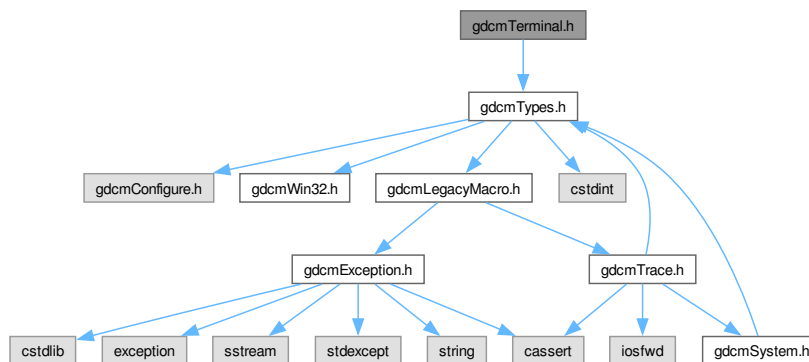 gdcmTerminal.h
gdcmTypes.h
gdcmConfigure.h
gdcmWin32.h
gdcmLegacyMacro.h
cstdint
gdcmException.h
gdcmTrace.h
cstdlib
exception
sstream
stdexcept
string
cassert
iosfwd
gdcmSystem.h